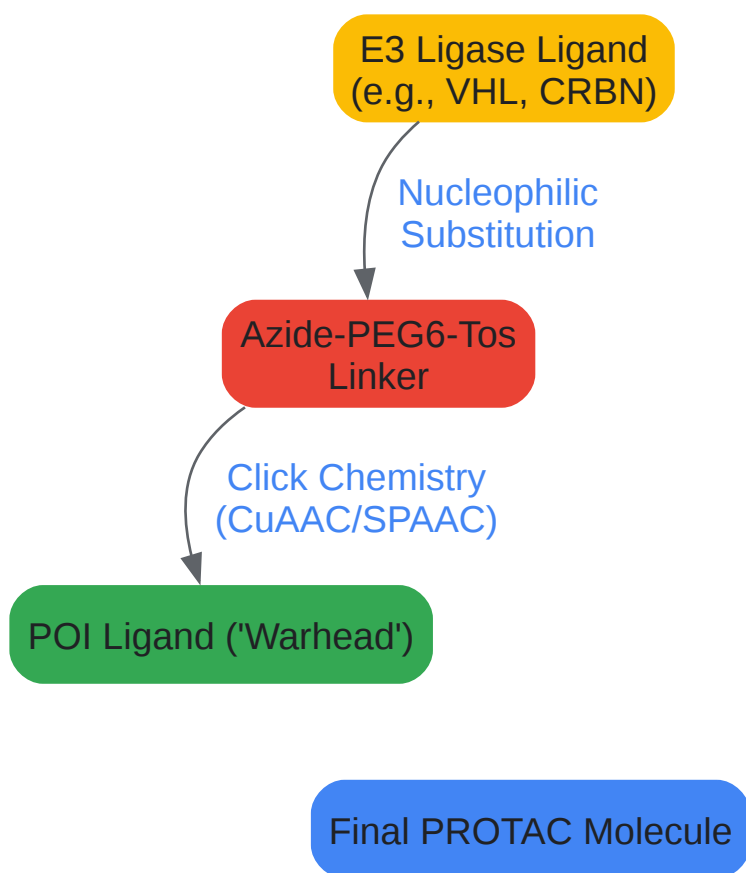 E3 Ligase Ligand
(e.g., VHL, CRBN)
Nucleophilic
Substitution
Azide-PEG6-Tos
Linker
Click Chemistry
(CuAAC/SPAAC)
POI Ligand ('Warhead')
Final PROTAC Molecule